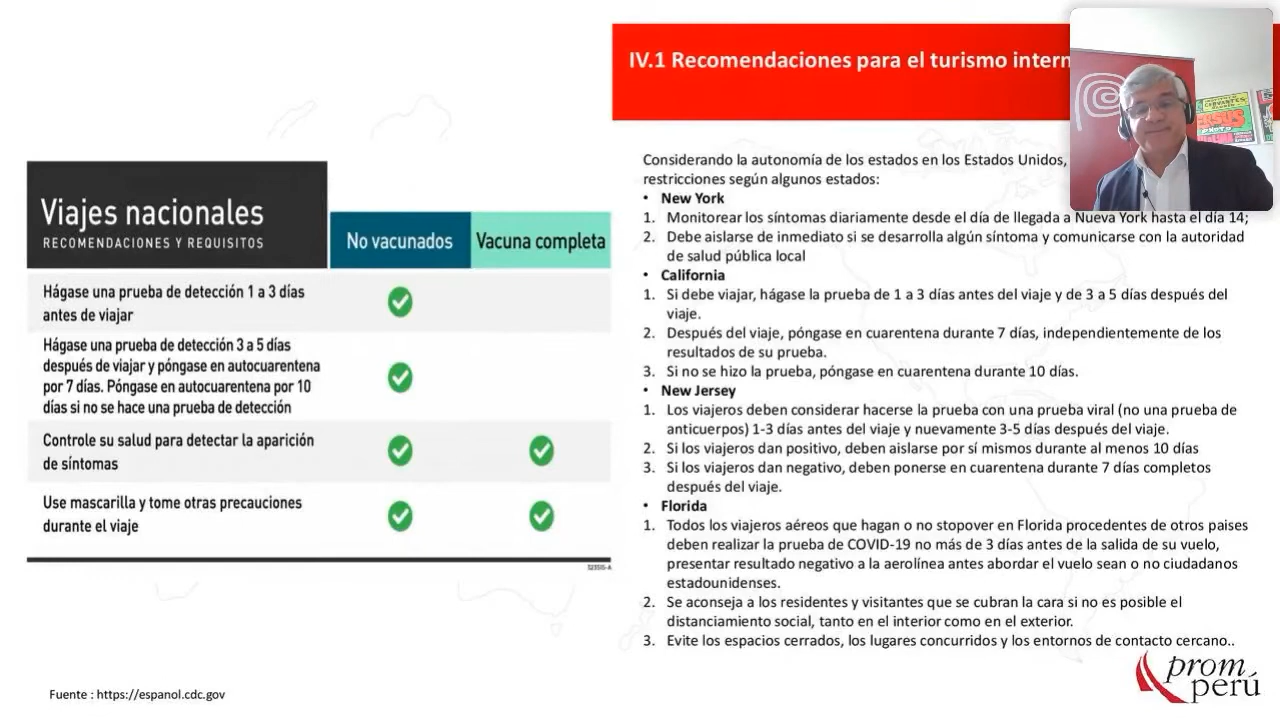 IV.1 Recomendaciones para el turismo intern
Viajes nacionales
RECOMENDACIONES Y REQUISITOS
No vacunados
Vacuna completa
Hágase una prueba de detección 1 a 3 días
antes de viajar
Hágase una prueba de detección 3 a 5 días
después de viajar y póngase en autocuarentena
por 7 días. Póngase en autocuarentena por 10
días si no se hace una prueba de detección
Controle su salud para detectar la aparición
de síntomas
Use mascarilla y tome otras precauciones
durante el viaje
Fuente : https://espanol.cdc.gov
Considerando la autonomía de los estados en los Estados Unidos,
restricciones según algunos estados:
• New York
1. Monitorear los síntomas diariamente desde el día de llegada a Nueva York hasta el día 14;
2. Debe aislarse de inmediato si se desarrolla algún síntoma y comunicarse con la autoridad
de salud pública local
• California
1. Si debe viajar, hágase la prueba de 1 a 3 días antes del viaje y de 3 a 5 días después del
viaje.
2. Después del viaje, póngase en cuarentena durante 7 días, independientemente de los
resultados de su prueba.
3. Si no se hizo la prueba, póngase en cuarentena durante 10 días.
• New Jersey
1. Los viajeros deben considerar hacerse la prueba con una prueba viral (no una prueba de
anticuerpos) 1-3 días antes del viaje y nuevamente 3-5 días después del viaje.
2. Si los viajeros dan positivo, deben aislarse por sí mismos durante al menos 10 días
3. Si los viajeros dan negativo, deben ponerse en cuarentena durante 7 días completos
después del viaje.
• Florida
1. Todos los viajeros aéreos que hagan o no stopover en Florida procedentes de otros paises
deben realizar la prueba de COVID-19 no más de 3 días antes de la salida de su vuelo,
presentar resultado negativo a la aerolínea antes abordar el vuelo sean o no ciudadanos
estadounidenses.
2. Se aconseja a los residentes y visitantes que se cubran la cara si no es posible el
distanciamiento social, tanto en el interior como en el exterior.
3. Evite los espacios cerrados, los lugares concurridos y los entornos de contacto cercano..
prom
perú